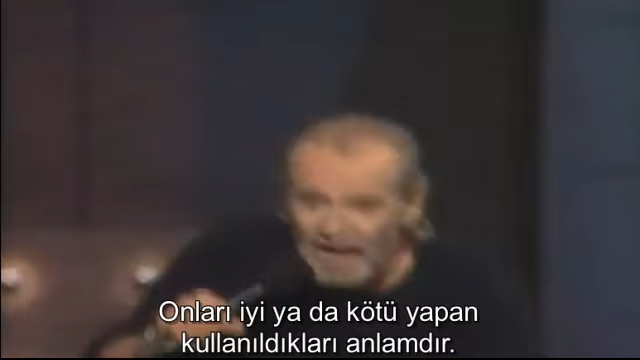 Onları iyi ya da kötü yapan
kullanıldıkları anlamdır.